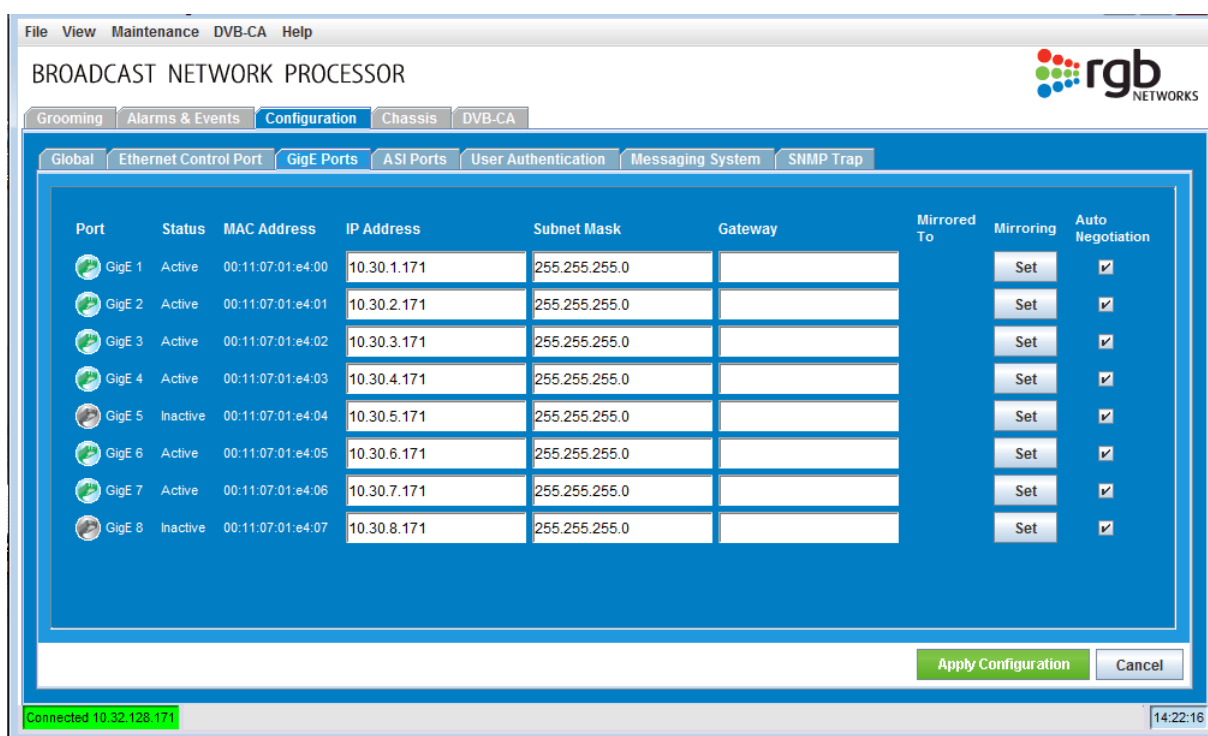 File View Maintenance DVB-CA Help
BROADCAST NETWORK PROCESSOR
rgb
NETWORKS
Grooming Alarms & Events Configuration Chassis DVB-CA
Global Ethernet Control Port GigE Ports ASI Ports User Authentication Messaging System SNMP Trap
Port Status MAC Address IP Address Subnet Mask Gateway Mirrored To Mirroring Auto Negotiation
GigE 1 Active 00:11:07:01:e4:00 10.30.1.171 255.255.255.0 Set
GigE 2 Active 00:11:07:01:e4:01 10.30.2.171 255.255.255.0 Set
GigE 3 Active 00:11:07:01:e4:02 10.30.3.171 255.255.255.0 Set
GigE 4 Active 00:11:07:01:e4:03 10.30.4.171 255.255.255.0 Set
GigE 5 Inactive 00:11:07:01:e4:04 10.30.5.171 255.255.255.0 Set
GigE 6 Active 00:11:07:01:e4:05 10.30.6.171 255.255.255.0 Set
GigE 7 Active 00:11:07:01:e4:06 10.30.7.171 255.255.255.0 Set
GigE 8 Inactive 00:11:07:01:e4:07 10.30.8.171 255.255.255.0 Set
Apply Configuration Cancel
Connected 10.32.128.171 14:22:16